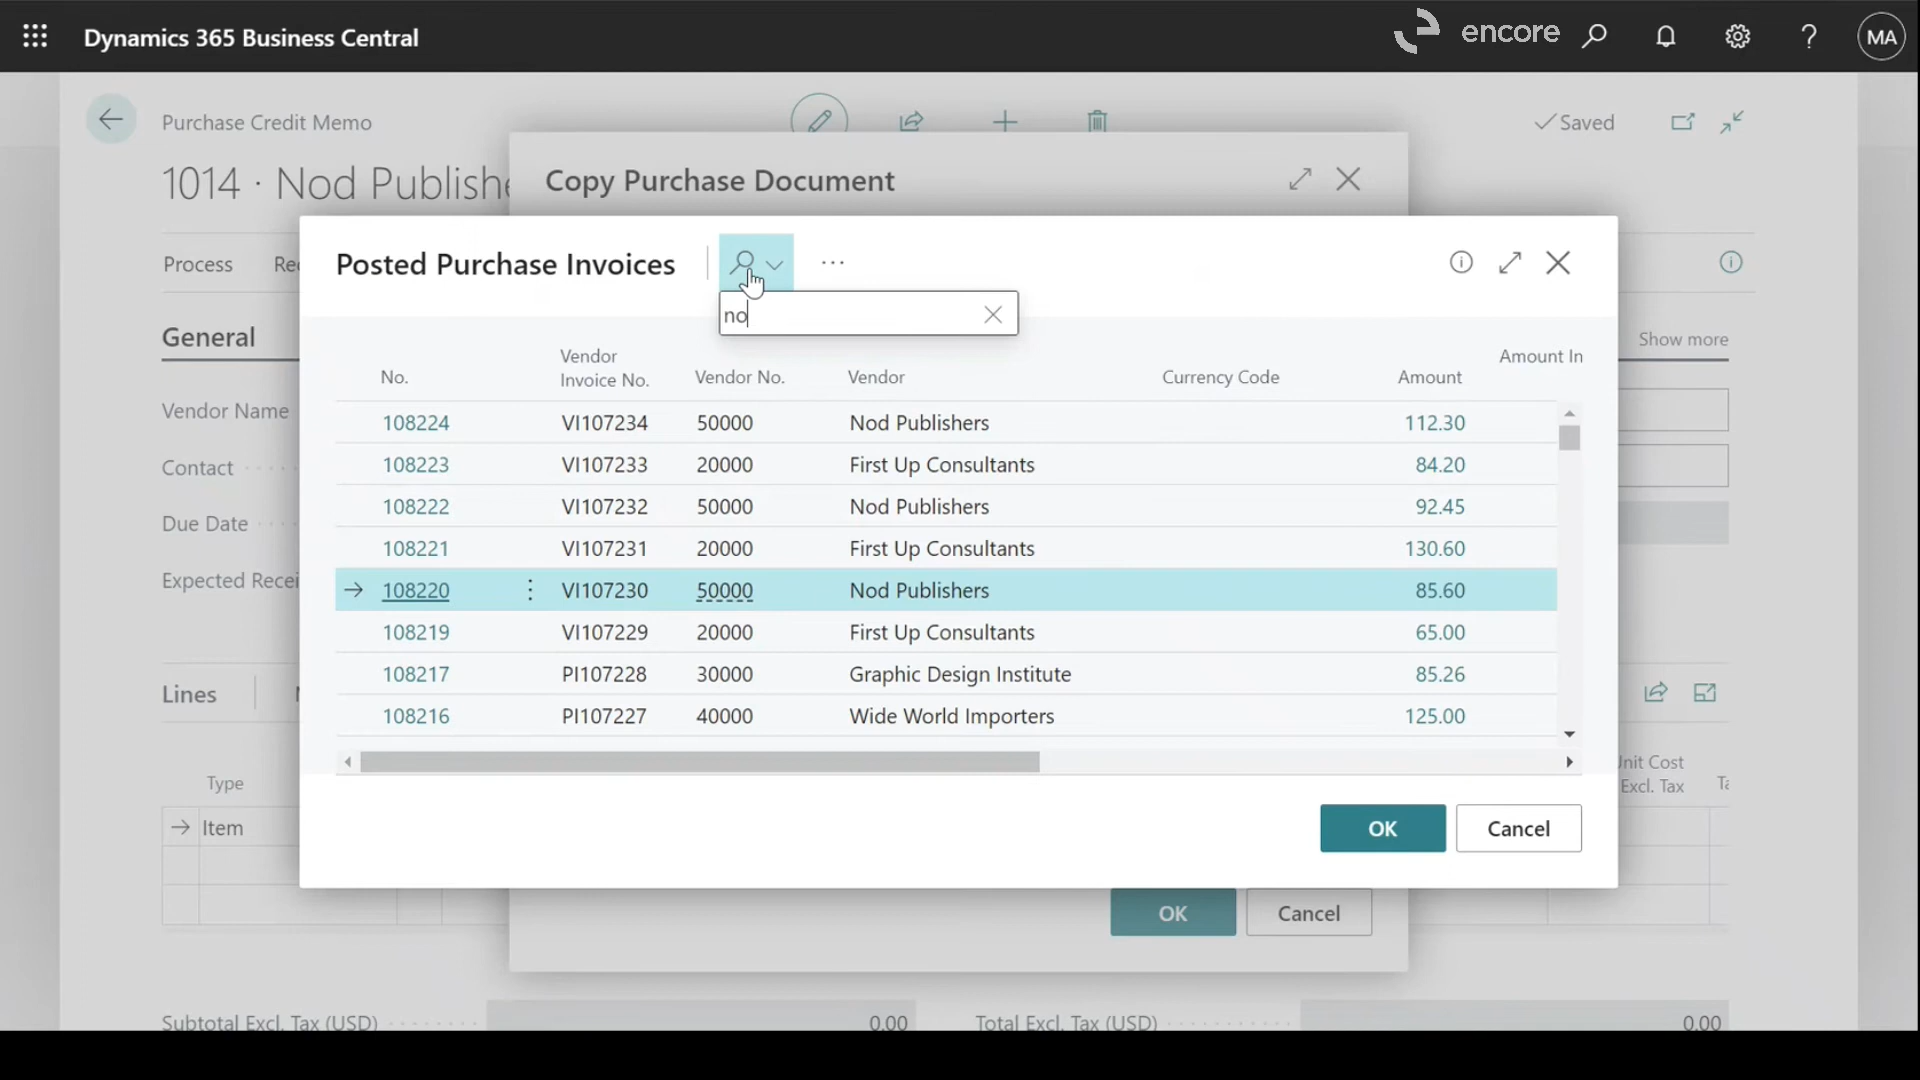 Dynamics 365 Business Central
encore
MA
Purchase Credit Memo
Saved
1014 · Nod
Copy Purchase Document
Process
Posted Purchase Invoices
no
General
Show more
No.
Vendor Invoice No.
Vendor No.
Vendor
Currency Code
Amount
Amount In
Vendor Name
108224 VI107234 50000 Nod Publishers 112.30
108223 VI107233 20000 First Up Consultants 84.20
Contact
108222 VI107232 50000 Nod Publishers 92.45
Due Date
108221 VI107231 20000 First Up Consultants 130.60
Expected
108220 VI107230 50000 Nod Publishers 85.60
108219 VI107229 20000 First Up Consultants 65.00
108217 PI107228 30000 Graphic Design Institute 85.26
Lines
108216 PI107227 40000 Wide World Importers 125.00
Type
Unit Cost
Excl. Tax
Item
OK Cancel
OK Cancel
Subtotal Excl. Tax (USD) 0.00
Total Excl. Tax (USD) 0.00